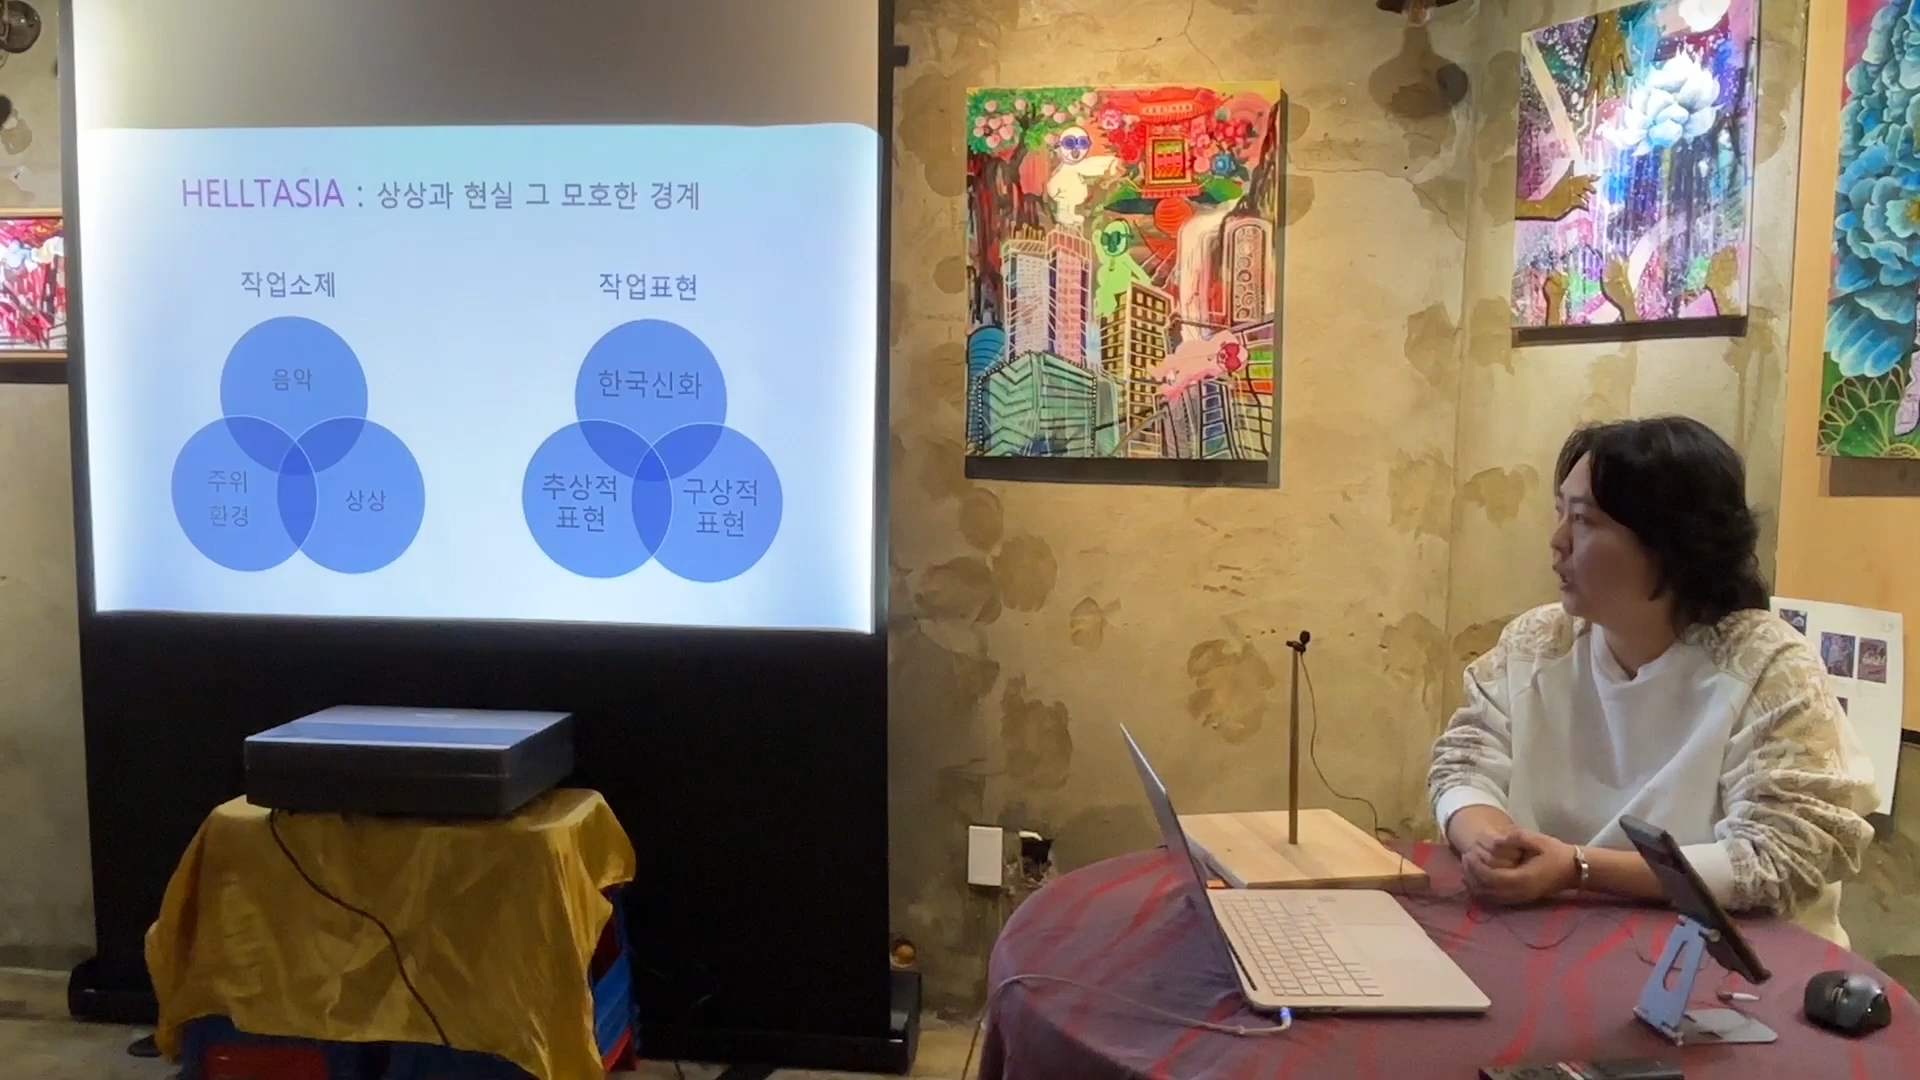 HELLTASIA : 상상과 현실 그 모호한 경계
작업소제
음악
주위
환경
상상
작업표현
한국신화
추상적
표현
구상적
표현